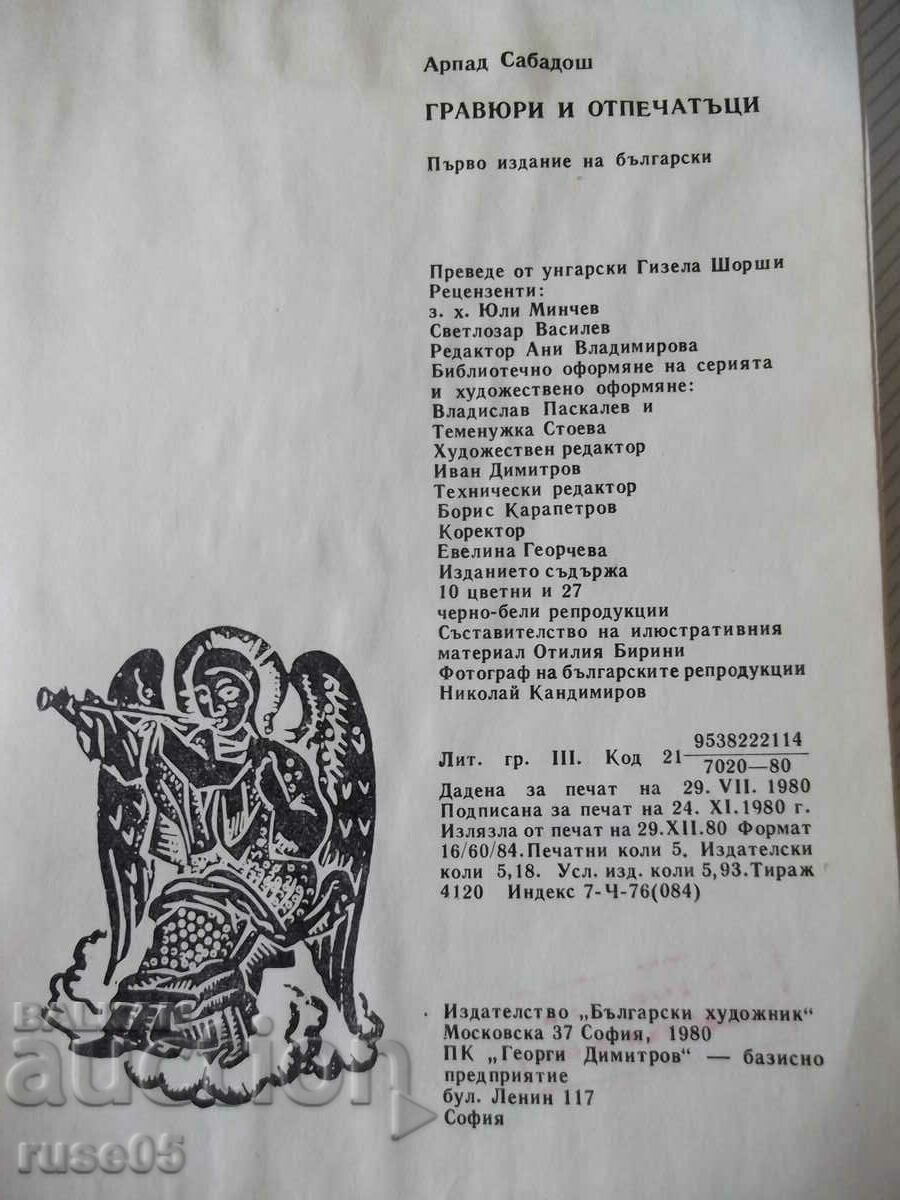 Арпад Сабадош
ГРАВЮРИ И ОТПЕЧАТЪЦИ
Първо издание на български
Преведе от унгарски Гизела Шорши
Рецензенти:
з. х. Юли Минчев
Светлозар Василев
Редактор Ани Владимирова
Библиотечно оформяне на серията
и художествено оформяне:
Владислав Паскалев и
Теменужка Стоева
Художествен редактор
Иван Димитров
Технически редактор
Борис Карапетров
Коректор
Евелина Георчева
Изданието съдържа
10 цветни и 27
черно-бели репродукции
Съставителство на илюстративния
материал Отилия Бирини
Фотограф на българските репродукции
Николай Кандимиров
Лит. гр. III. Код 21 9538222114
7020—80
Дадена за печат на 29. VII. 1980
Подписана за печат на 24. XI.1980 г.
Излязла от печат на 29.XII.80 Формат
16/60/84. Печатни коли 5. Издателски
коли 5,18. Усл. изд. коли 5,93. Тираж
4120 Индекс 7-Ч-76(084)
Издателство „Български художник"
Московска 37 София, 1980
ПК „Георги Димитров" — базисно
предприятие
бул. Ленин 117
София
ВАШИЯТ
auction
ruse05